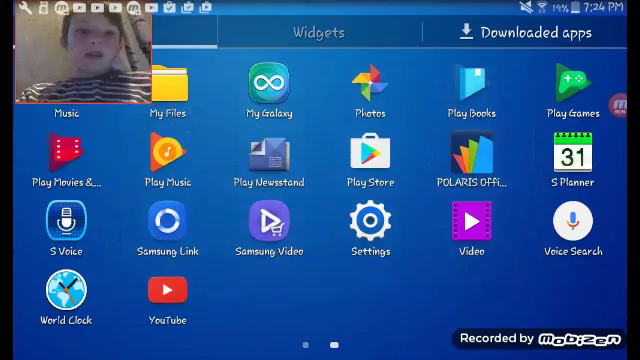 19% 7:24 PM
Widgets
Downloaded apps
Music
My Files
My Galaxy
Photos
Play Books
Play Games
Play Movies &...
Play Music
Play Newsstand
Play Store
POLARIS Offi...
31
S Planner
S Voice
Samsung Link
Samsung Video
Settings
Video
Voice Search
World Clock
YouTube
Recorded by Mobizen